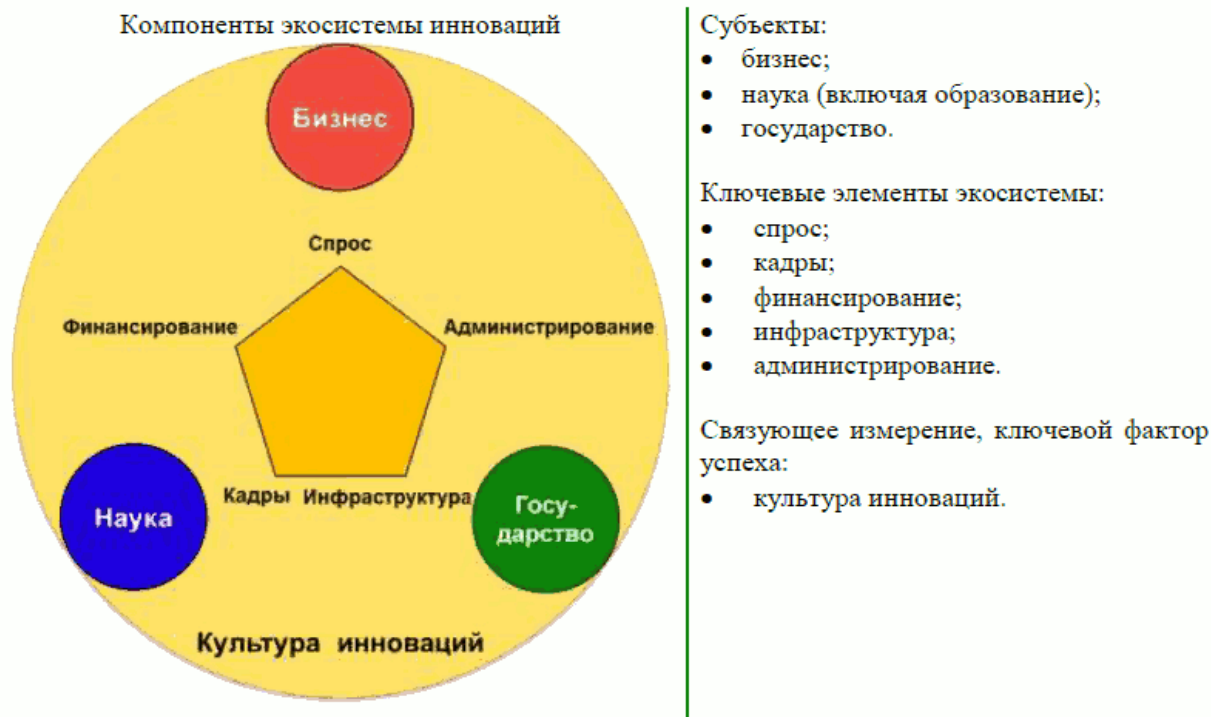 Компоненты экосистемы инноваций
Бизнес
Спрос
Финансирование
Администрирование
Кадры
Инфраструктура
Наука
Госу-
дарство
Культура инноваций
Субъекты:
• бизнес;
• наука (включая образование);
• государство.
Ключевые элементы экосистемы:
• спрос;
• кадры;
• финансирование;
• инфраструктура;
• администрирование.
Связующее измерение, ключевой фактор
успеха:
• культура инноваций.